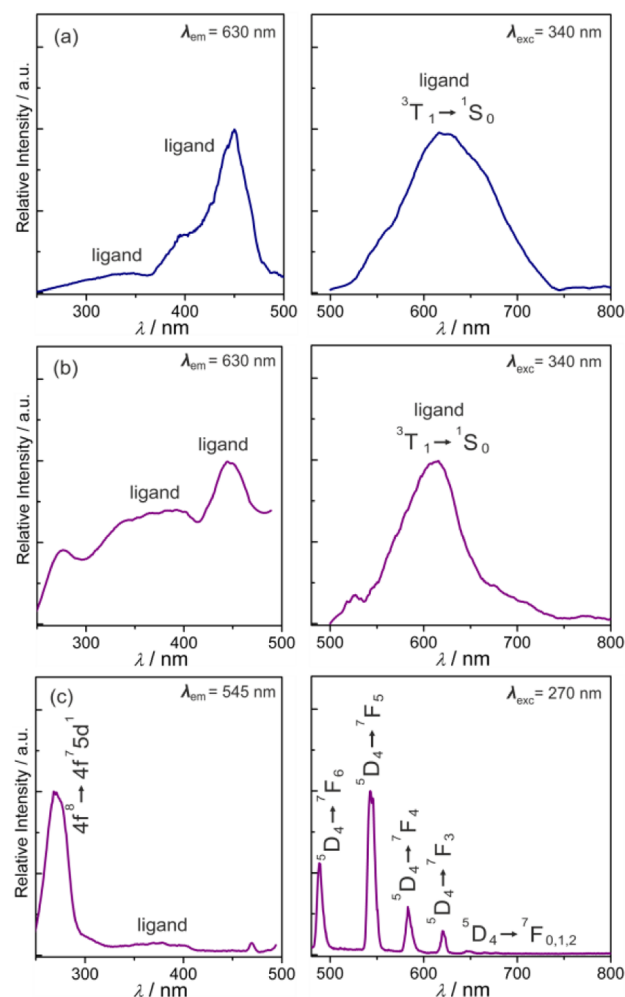 (a)
λem = 630 nm
Relative Intensity / a.u.
ligand
ligand
300 400 500
λ / nm
λexc = 340 nm
ligand
³T₁→¹S₀
500 600 700 800
λ / nm
(b)
λem = 630 nm
Relative Intensity / a.u.
ligand
ligand
300 400 500
λ / nm
λexc = 340 nm
ligand
³T₁→¹S₀
500 600 700 800
λ / nm
(c)
λem = 545 nm
Relative Intensity / a.u.
4f⁸→4f⁷5d¹
ligand
300 400 500
λ / nm
λexc = 270 nm
⁵D₄→⁷F₆
⁵D₄→⁷F₅
⁵D₄→⁷F₄
⁵D₄→⁷F₃
⁵D₄→⁷F₀,₁,₂
500 600 700 800
λ / nm